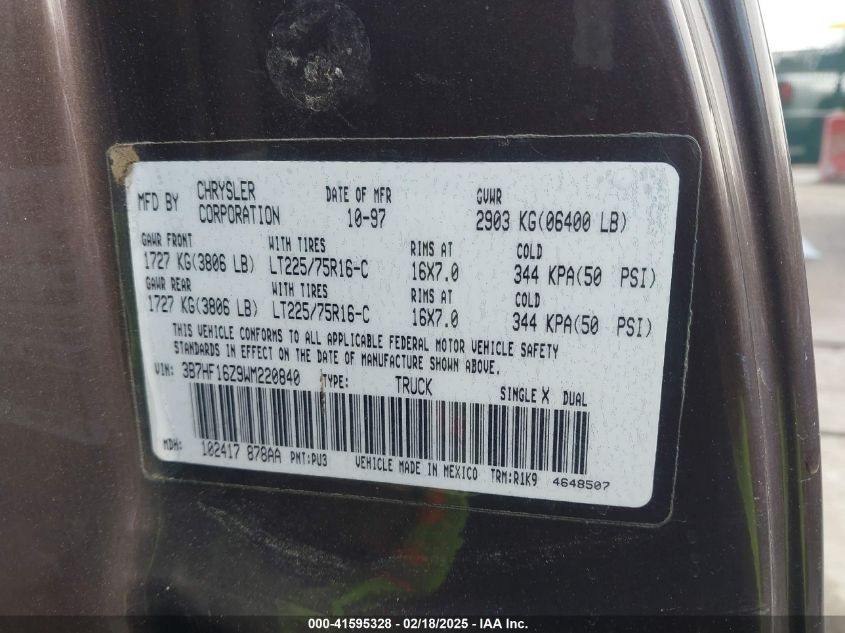 MFD BY CHRYSLER CORPORATION DATE OF MFR 10-97 GVWR 2903 KG(06400 LB)
GAWR FRONT WITH TIRES RIMS AT COLD
1727 KG(3806 LB) LT225/75R16-C 16X7.0 344 KPA(50 PSI)
GAWR REAR WITH TIRES RIMS AT COLD
1727 KG(3806 LB) LT225/75R16-C 16X7.0 344 KPA(50 PSI)
THIS VEHICLE CONFORMS TO ALL APPLICABLE FEDERAL MOTOR VEHICLE SAFETY
STANDARDS IN EFFECT ON THE DATE OF MANUFACTURE SHOWN ABOVE.
VIN: 3B7HF16Z9WM220840 TYPE: TRUCK SINGLE X DUAL
MDH: 102417 878AA PNT:PU3 VEHICLE MADE IN MEXICO TRM:R1K9 4648507
000-41595328 - 02/18/2025 - IAA Inc.